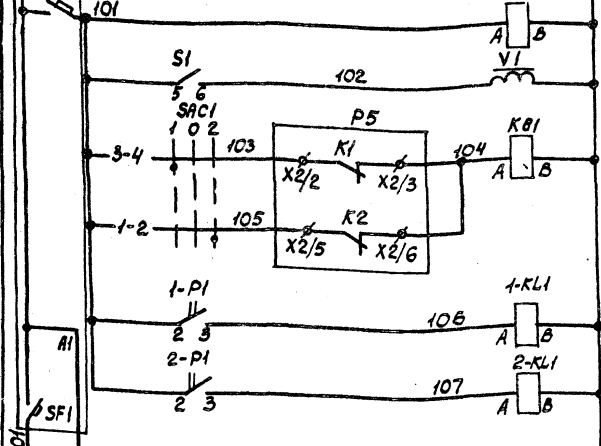 101
A B
S1
V1
5 6
102
SAC1
1 0 2
P5
3-4
103
K1
104
KB1
X2/2
X2/3
A B
1-2
105
K2
X2/5
X2/6
1-P1
1-KL1
2 3
106
A B
A1
2-P1
2-KL1
2 3
107
A B
SF1
01